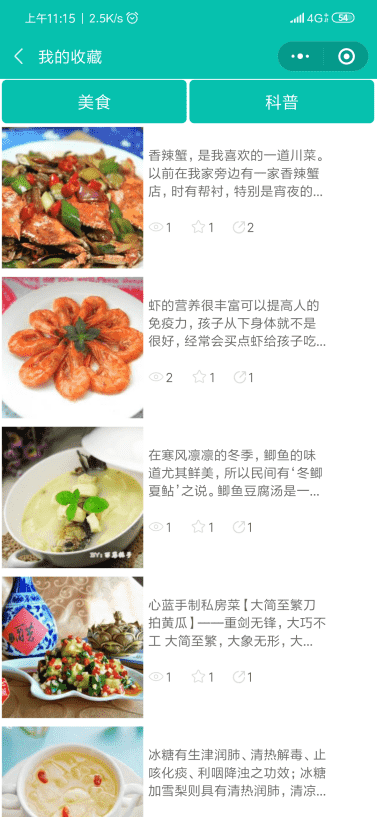 上午11:15 | 2.5K/s
4G 54
我的收藏
美食
科普
香辣蟹，是我喜欢的一道川菜。
以前在我家旁边有一家香辣蟹
店，时有帮衬，特别是宵夜的...
1 1 2
虾的营养很丰富可以提高人的
免疫力，孩子从下身体就不是
很好，经常会买点虾给孩子吃...
2 1 1
在寒风凛凛的冬季，鲫鱼的味
道尤其鲜美，所以民间有‘冬鲫
夏鲇’之说。鲫鱼豆腐汤是一...
1 1 1
心蓝手制私房菜【大简至繁刀
拍黄瓜】——重剑无锋，大巧不
工 大简至繁，大象无形，大...
1 1 1
冰糖有生津润肺、清热解毒、止
咳化痰、利咽降浊之功效；冰糖
加雪梨则具有清热润肺，清凉...